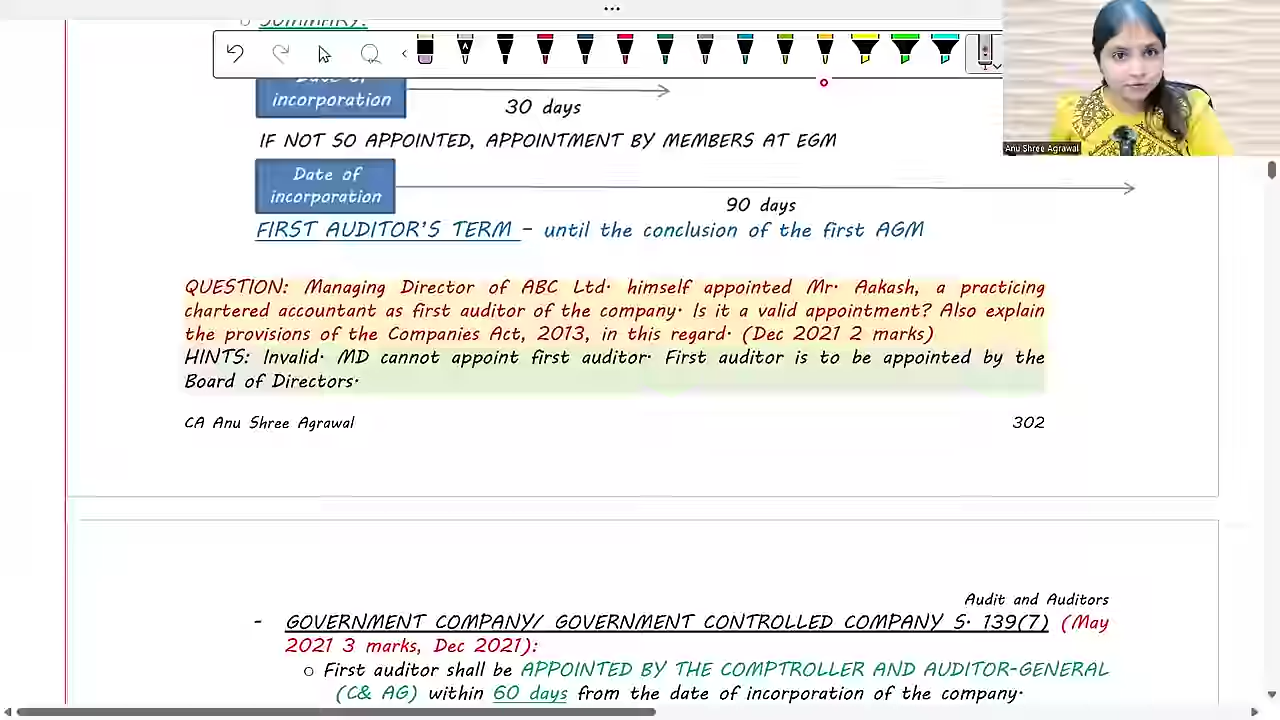 SUMMARY:
Date of
incorporation
30 days
IF NOT SO APPOINTED, APPOINTMENT BY MEMBERS AT EGM
Date of
incorporation
90 days
FIRST AUDITOR'S TERM – until the conclusion of the first AGM
QUESTION: Managing Director of ABC Ltd. himself appointed Mr. Aakash, a practicing
chartered accountant as first auditor of the company. Is it a valid appointment? Also explain
the provisions of the Companies Act, 2013, in this regard. (Dec 2021 2 marks)
HINTS: Invalid. MD cannot appoint first auditor. First auditor is to be appointed by the
Board of Directors.
CA Anu Shree Agrawal
302
Audit and Auditors
- GOVERNMENT COMPANY/ GOVERNMENT CONTROLLED COMPANY S. 139(7) (May
2021 3 marks, Dec 2021):
o First auditor shall be APPOINTED BY THE COMPTROLLER AND AUDITOR-GENERAL
(C& AG) within 60 days from the date of incorporation of the company.
Anu Shree Agrawal